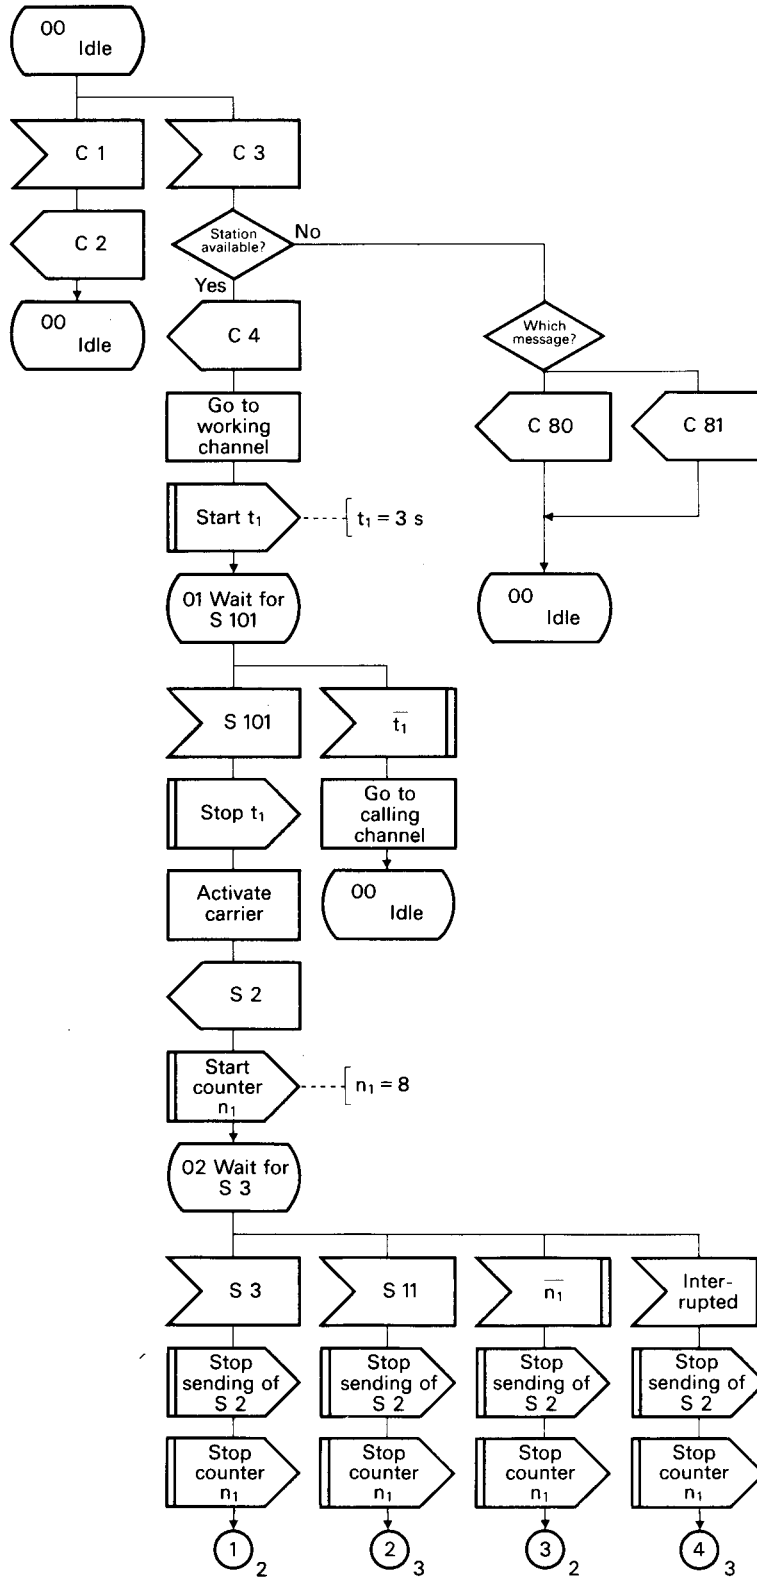 00
Idle
C 1
C 3
C 2
Station
available?
No
Yes
00
Idle
C 4
Which
message?
Go to
working
channel
C 80
C 81
Start t₁
t₁ = 3 s
01 Wait for
S 101
00
Idle
S 101
t̅₁
Stop t₁
Go to
calling
channel
Activate
carrier
00
Idle
S 2
Start
counter
n₁
n₁ = 8
02 Wait for
S 3
S 3
S 11
n̅₁
Inter-
rupted
Stop
sending of
S 2
Stop
sending of
S 2
Stop
sending of
S 2
Stop
sending of
S 2
Stop
counter
n₁
Stop
counter
n₁
Stop
counter
n₁
Stop
counter
n₁
1
2
2
3
3
2
4
3